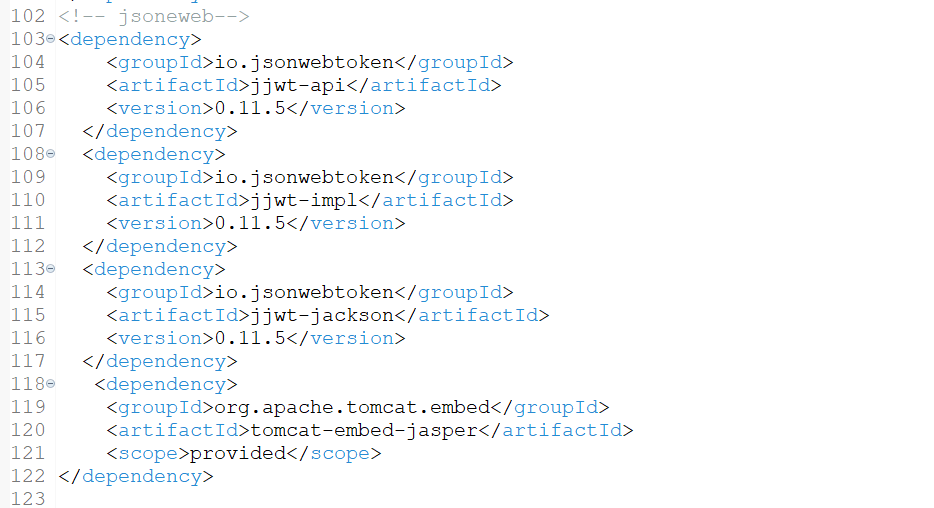 102 <!-- jsoneweb-->
103 <dependency>
104 <groupId>io.jsonwebtoken</groupId>
105 <artifactId>jjwt-api</artifactId>
106 <version>0.11.5</version>
107 </dependency>
108 <dependency>
109 <groupId>io.jsonwebtoken</groupId>
110 <artifactId>jjwt-impl</artifactId>
111 <version>0.11.5</version>
112 </dependency>
113 <dependency>
114 <groupId>io.jsonwebtoken</groupId>
115 <artifactId>jjwt-jackson</artifactId>
116 <version>0.11.5</version>
117 </dependency>
118 <dependency>
119 <groupId>org.apache.tomcat.embed</groupId>
120 <artifactId>tomcat-embed-jasper</artifactId>
121 <scope>provided</scope>
122 </dependency>
123